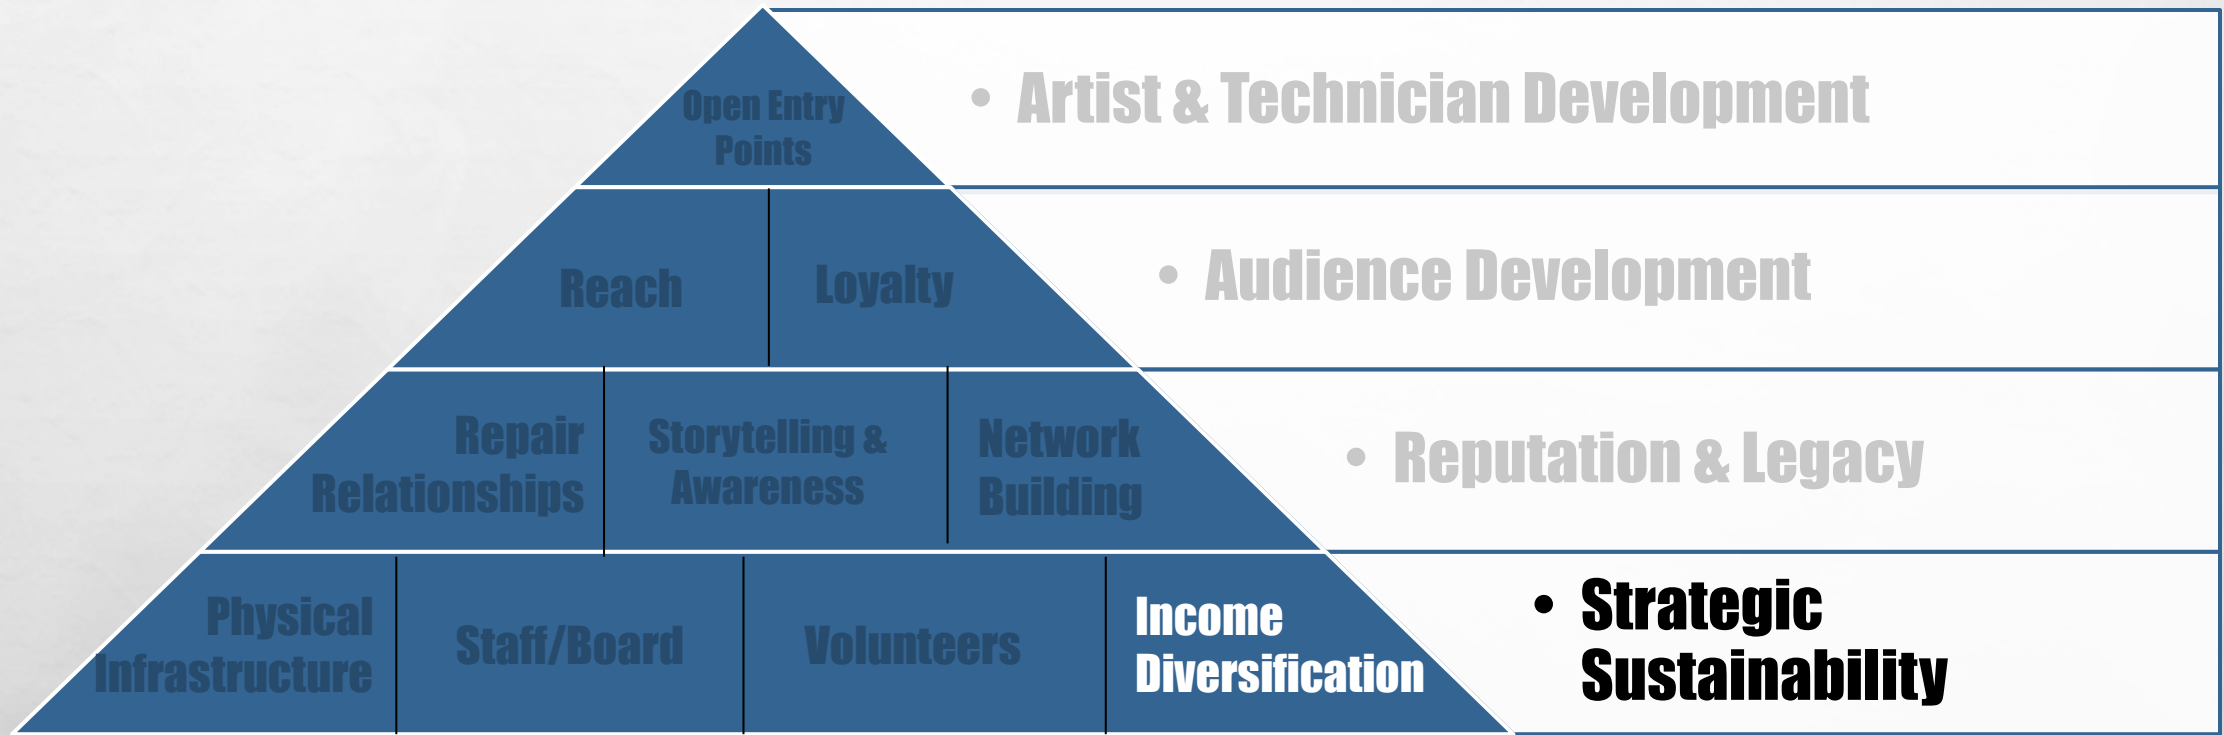 Open Entry
Points
• Artist & Technician Development
Reach
Loyalty
• Audience Development
Repair
Relationships
Storytelling &
Awareness
Network
Building
• Reputation & Legacy
Physical
Infrastructure
Staff/Board
Volunteers
Income
Diversification
• Strategic
Sustainability